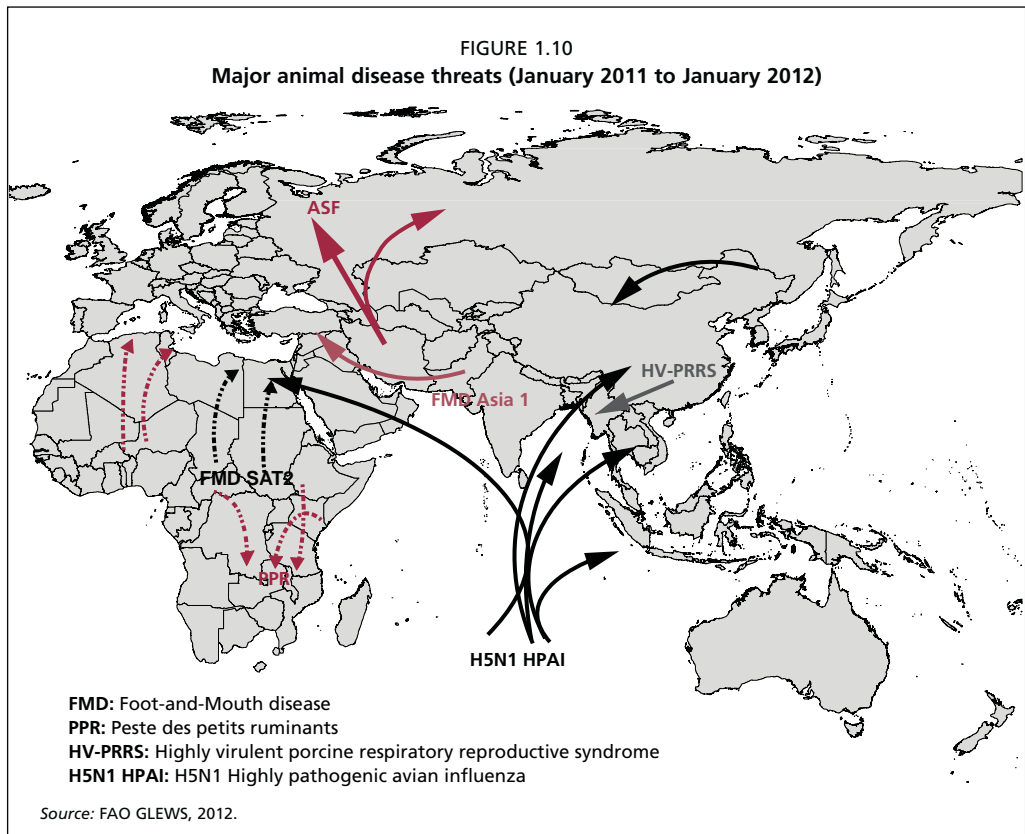 FIGURE 1.10
Major animal disease threats (January 2011 to January 2012)
ASF
HV-PRRS
FMD Asia 1
FMD SAT2
PPR
H5N1 HPAI
FMD: Foot-and-Mouth disease
PPR: Peste des petits ruminants
HV-PRRS: Highly virulent porcine respiratory reproductive syndrome
H5N1 HPAI: H5N1 Highly pathogenic avian influenza
Source: FAO GLEWS, 2012.